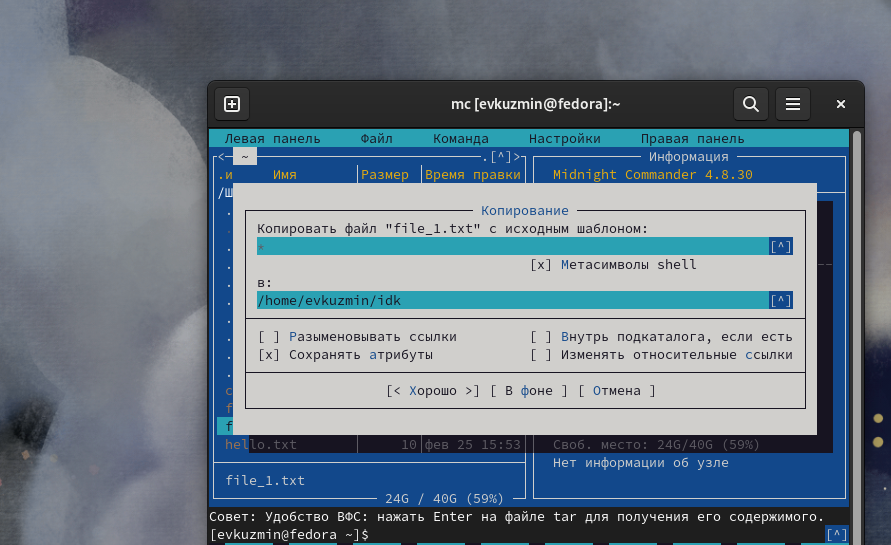 mc [evkuzmin@fedora]:~
Левая панель Файл Команда Настройки Правая панель
<─ ~ .[^]> Информация
.и Имя Размер Время правки Midnight Commander 4.8.30
Копирование
Копировать файл "file_1.txt" с исходным шаблоном:
* [^]
[x] Метасимволы shell
в:
/home/evkuzmin/idk [^]
[ ] Разыменовывать ссылки [ ] Внутрь подкаталога, если есть
[x] Сохранять атрибуты [ ] Изменять относительные ссылки
[< Хорошо >] [ В фоне ] [ Отмена ]
hello.txt 10 фев 25 15:53 Своб. место: 24G/40G (59%)
Нет информации об узле
file_1.txt
24G / 40G (59%)
Совет: Удобство ВФС: нажать Enter на файле tar для получения его содержимого.
[evkuzmin@fedora ~]$ [^]